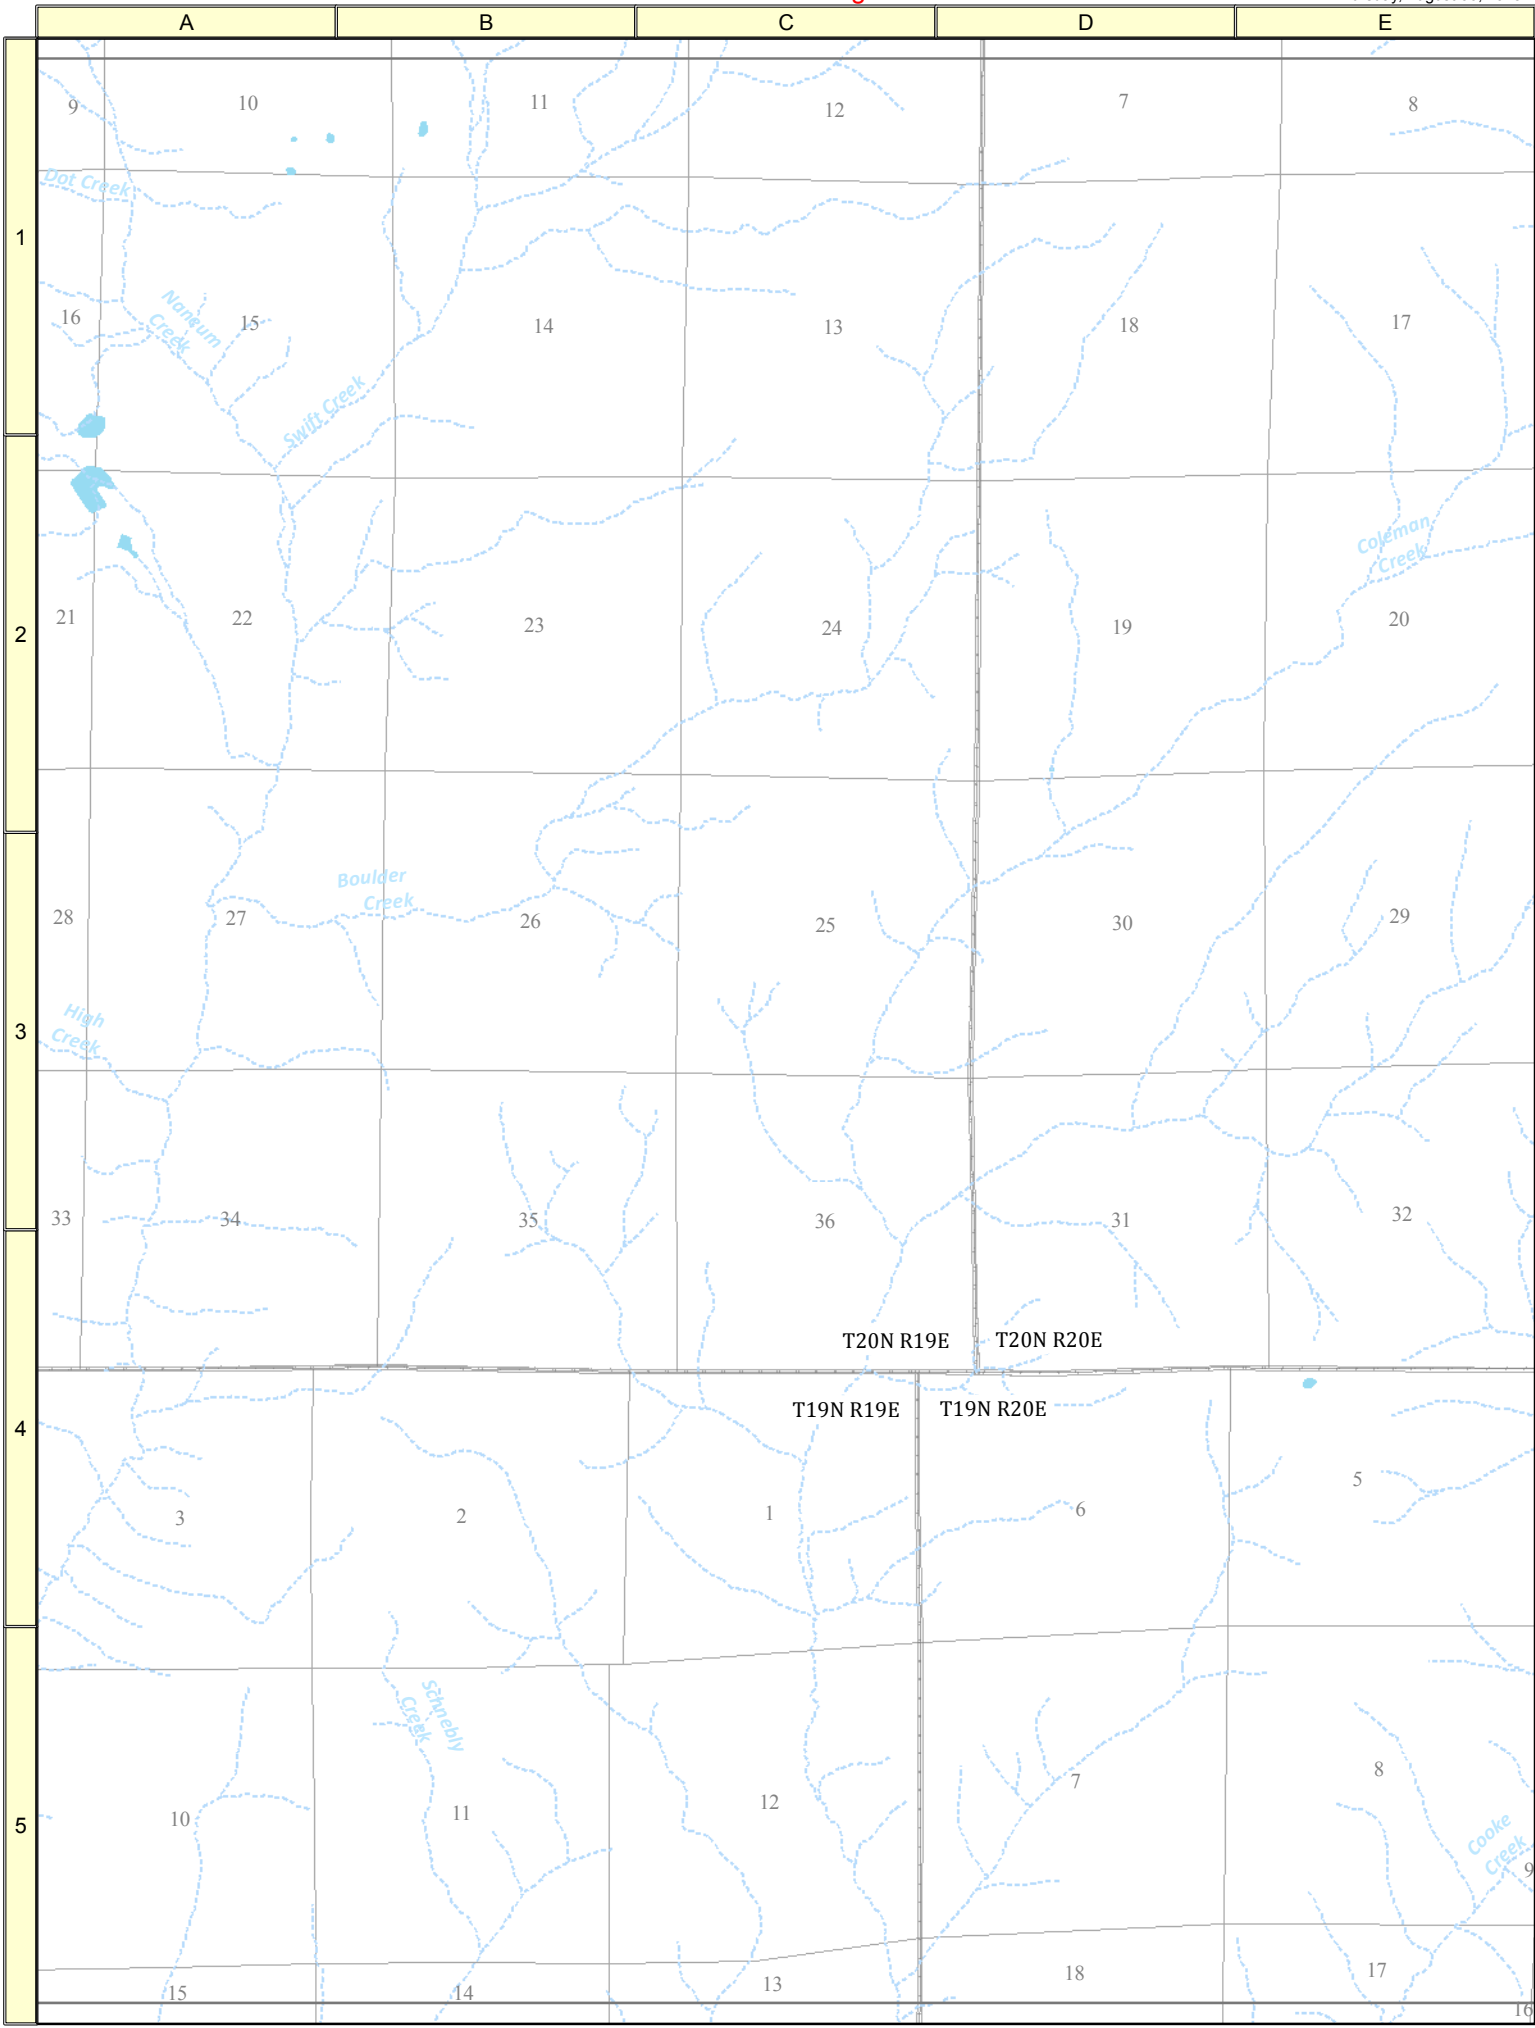 A B C D E
9 10 11 12 7 8
Dot Creek
1
16 15 14 13 18 17
Naneum
Creek
Swift Creek
Coleman
Creek
2
21 22 23 24 19 20
Boulder
Creek
28 27 26 25 30 29
High
Creek
3
33 34 35 36 31 32
T20N R19E T20N R20E
T19N R19E T19N R20E
4
3 2 1 6 5
Schnebly
Creek
10 11 12 7 8
5
Cooke
Creek
9
15 14 13 18 17
16